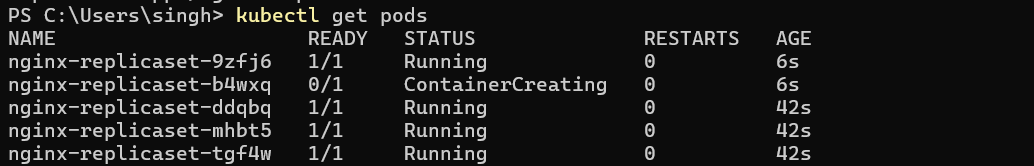 PS C:\Users\singh> kubectl get pods
NAME READY STATUS RESTARTS AGE
nginx-replicaset-9zfj6 1/1 Running 0 6s
nginx-replicaset-b4wxq 0/1 ContainerCreating 0 6s
nginx-replicaset-ddqbq 1/1 Running 0 42s
nginx-replicaset-mhbt5 1/1 Running 0 42s
nginx-replicaset-tgf4w 1/1 Running 0 42s